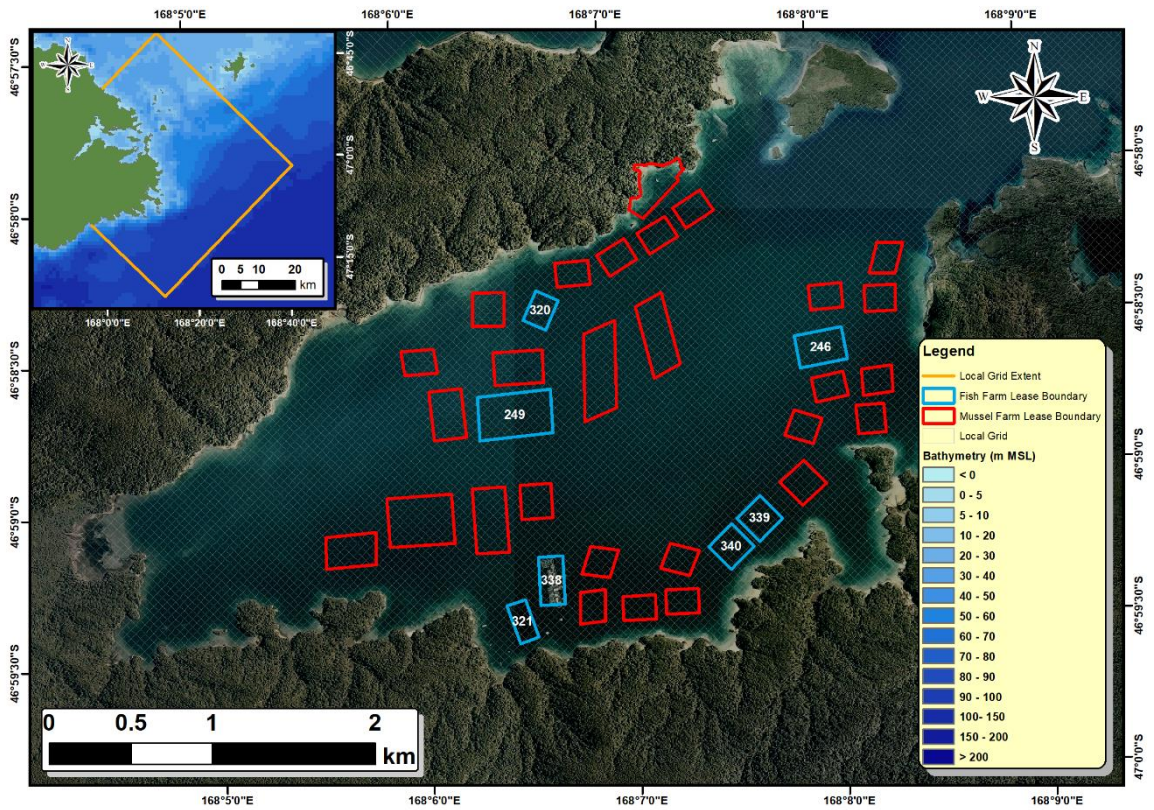 168°5'0"E 168°6'0"E 168°7'0"E 168°8'0"E 168°9'0"E
46°57'30"S
46°58'0"S
46°58'30"S
46°59'0"S
46°59'30"S
46°45'0"S
47°0'0"S
47°15'0"S
N
W E
S
0 5 10 20
km
168°0'0"E 168°20'0"E 168°40'0"E
N
W E
S
46°58'0"S
46°58'30"S
46°59'0"S
46°59'30"S
47°0'0"S
320
246
249
339
340
338
321
Legend
Local Grid Extent
Fish Farm Lease Boundary
Mussel Farm Lease Boundary
Local Grid
Bathymetry (m MSL)
< 0
0 - 5
5 - 10
10 - 20
20 - 30
30 - 40
40 - 50
50 - 60
60 - 70
70 - 80
80 - 90
90 - 100
100- 150
150 - 200
> 200
0 0.5 1 2
km
168°5'0"E 168°6'0"E 168°7'0"E 168°8'0"E 168°9'0"E